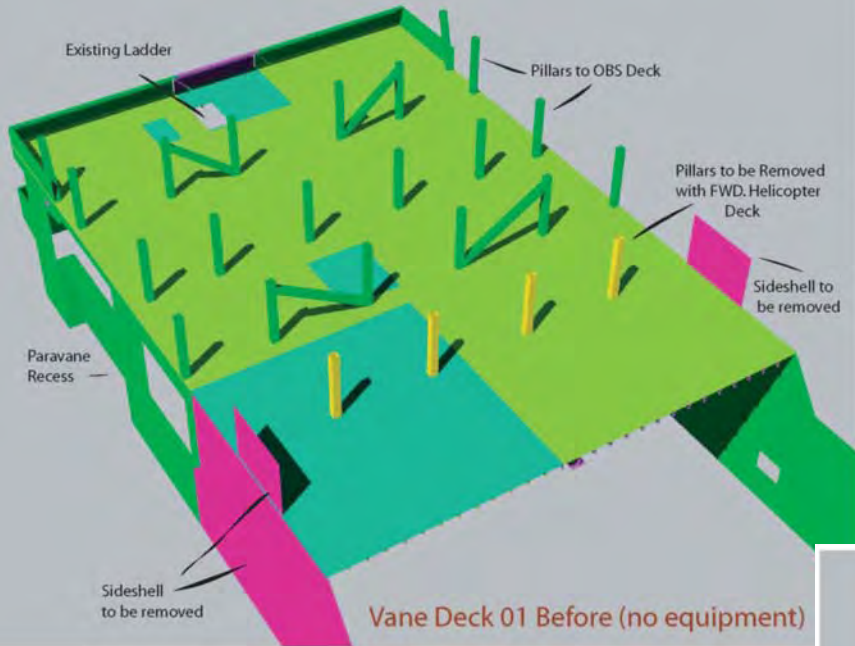 Existing Ladder
Pillars to OBS Deck
Pillars to be Removed
with FWD. Helicopter
Deck
Sideshell to
be removed
Paravane
Recess
Sideshell
to be removed
Vane Deck 01 Before (no equipment)